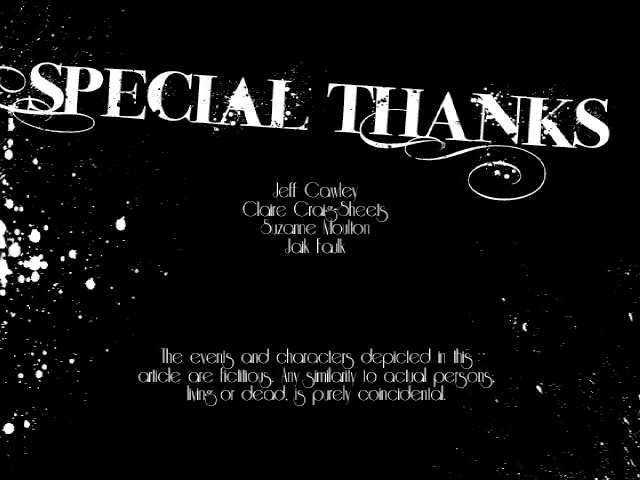 SPECIAL THANKS
Jeff Cawley
Claire Craig-Sheets
Suzanne Moulton
Jaik Faulk
The events and characters depicted in this
article are fictitious. Any similarity to actual persons,
living or dead, is purely coincidental.